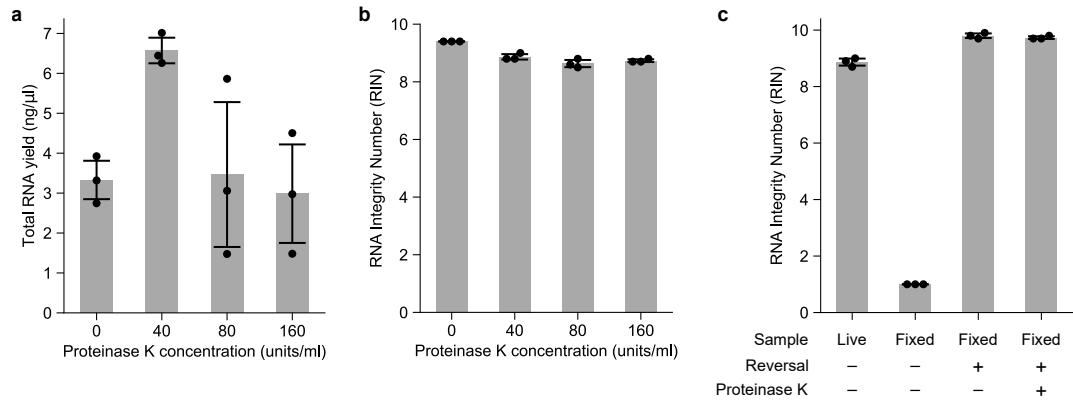 a
Total RNA yield (ng/µl)
7
6
5
4
3
2
1
0
0 40 80 160
Proteinase K concentration (units/ml)
b
RNA Integrity Number (RIN)
10
8
6
4
2
0
0 40 80 160
Proteinase K concentration (units/ml)
c
RNA Integrity Number (RIN)
10
8
6
4
2
0
Sample Live Fixed Fixed Fixed
Reversal – – + +
Proteinase K – – – +